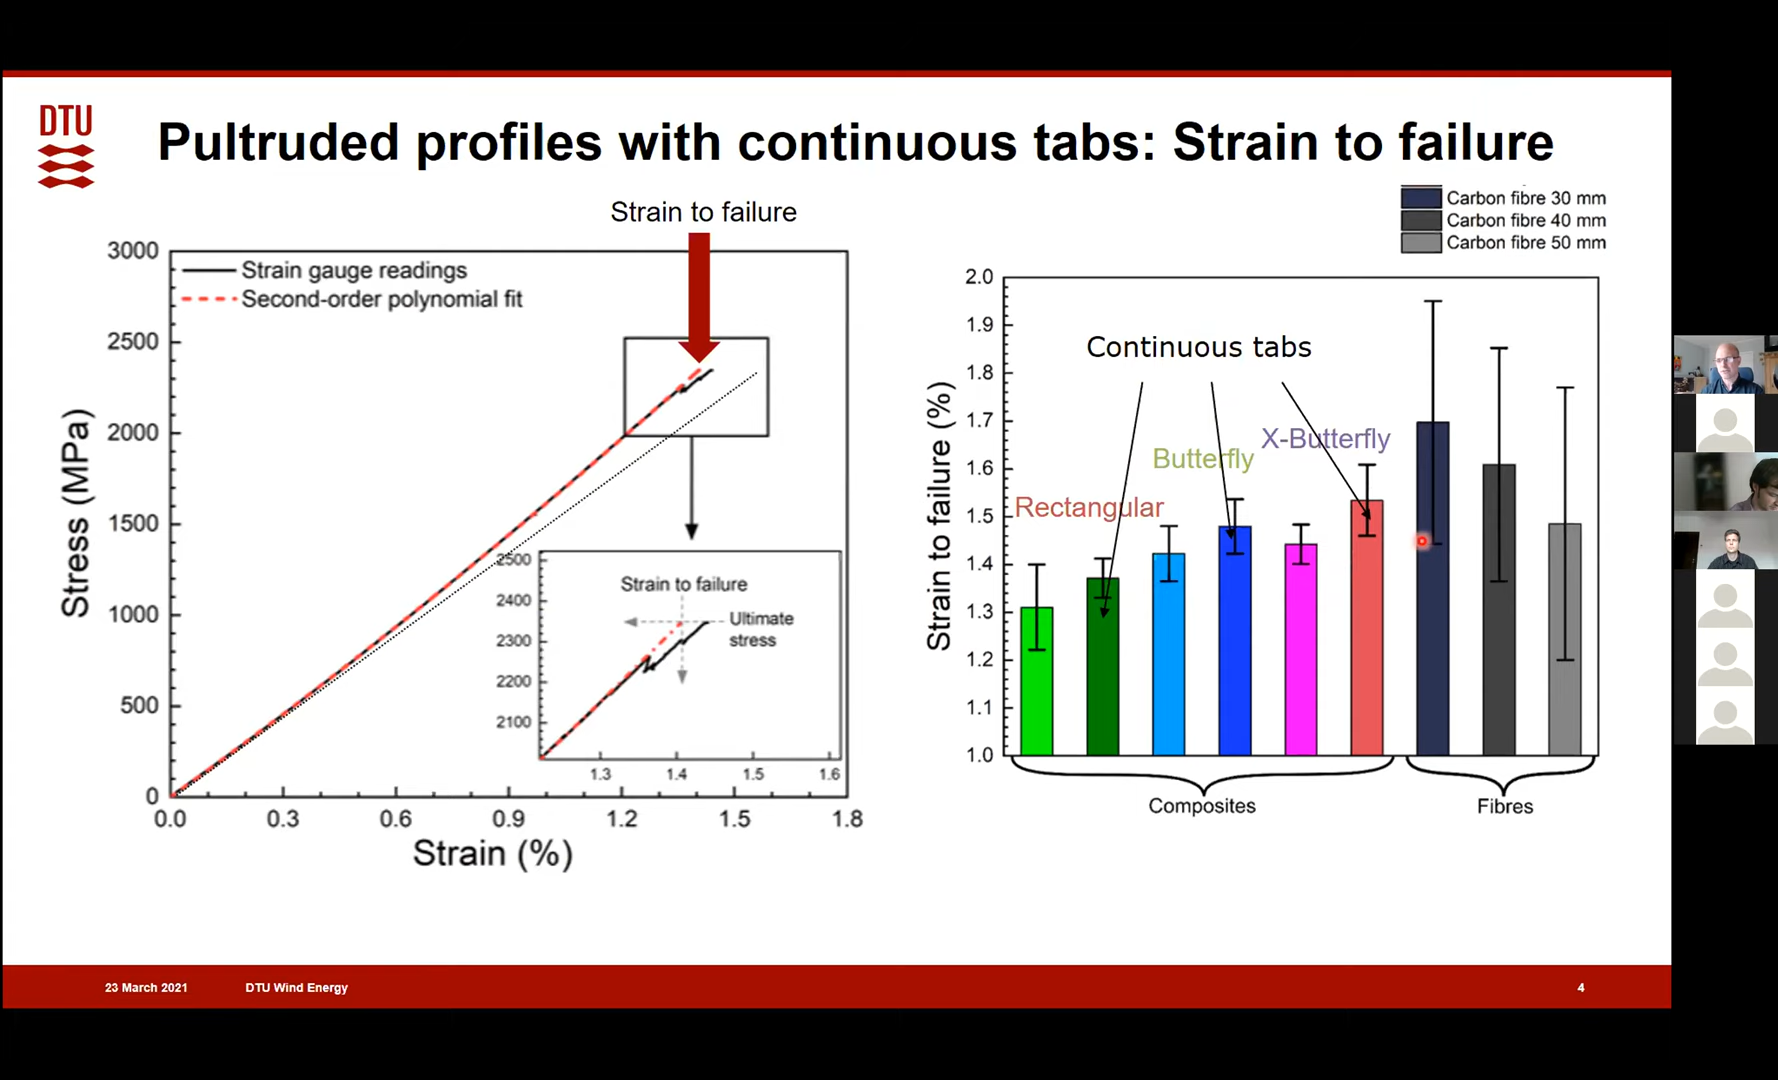 DTU
Pultruded profiles with continuous tabs: Strain to failure
Strain to failure
3000
2500
2000
1500
1000
500
0
Stress (MPa)
Strain gauge readings
Second-order polynomial fit
2500
2400
2300
2200
2100
Strain to failure
Ultimate
stress
1.3
1.4
1.5
1.6
0.0
0.3
0.6
0.9
1.2
1.5
1.8
Strain (%)
Carbon fibre 30 mm
Carbon fibre 40 mm
Carbon fibre 50 mm
2.0
1.9
1.8
1.7
1.6
1.5
1.4
1.3
1.2
1.1
1.0
Strain to failure (%)
Continuous tabs
X-Butterfly
Butterfly
Rectangular
Composites
Fibres
23 March 2021
DTU Wind Energy
4